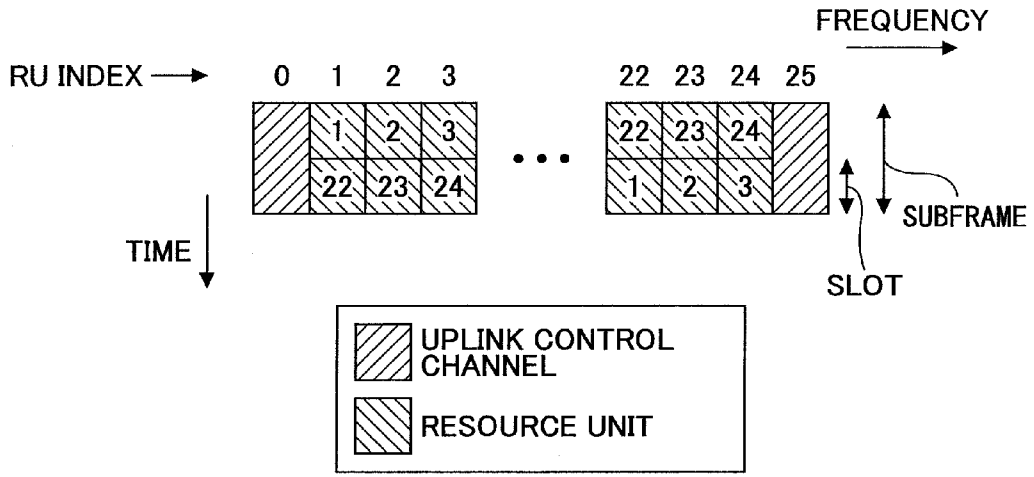 FREQUENCY
RU INDEX
0 1 2 3 22 23 24 25
1 2 3 22 23 24
22 23 24 • • • 1 2 3
SUBFRAME
TIME
SLOT
UPLINK CONTROL
CHANNEL
RESOURCE UNIT